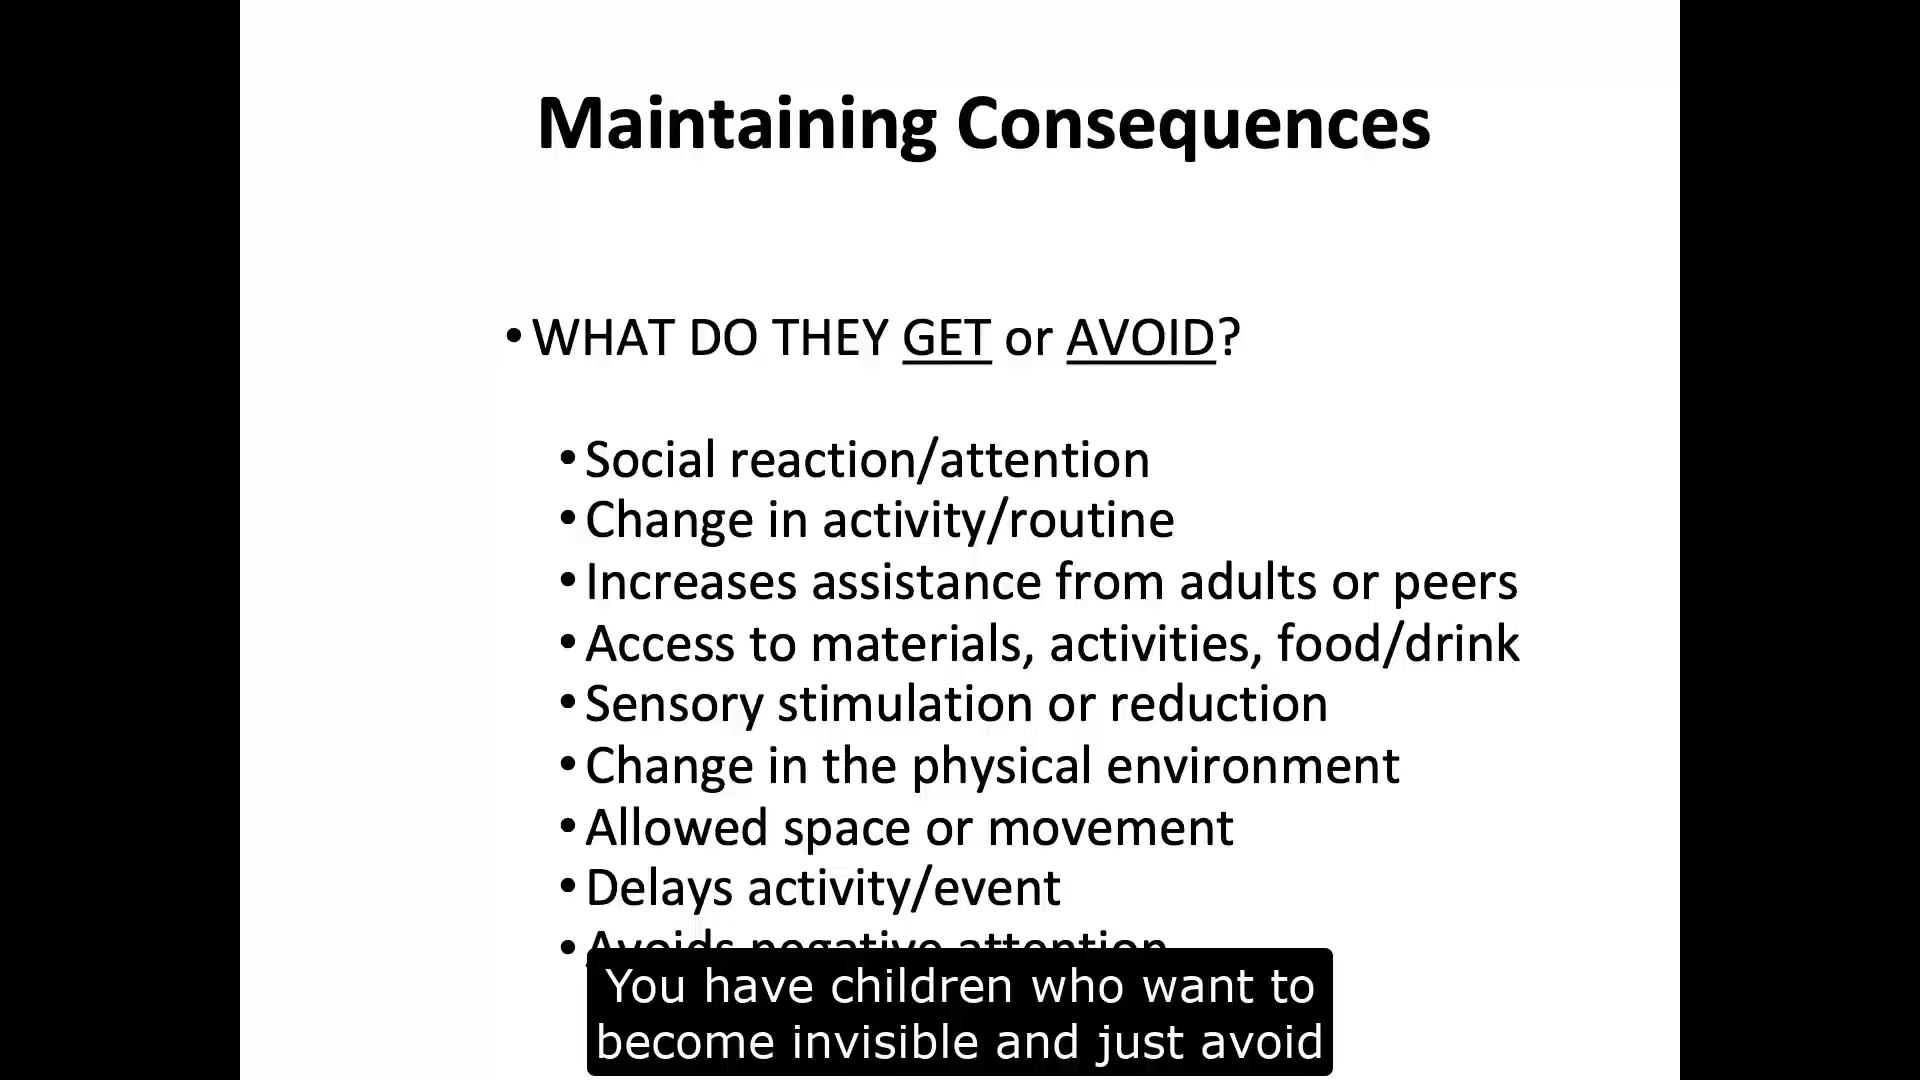 Maintaining Consequences
• WHAT DO THEY GET or AVOID?
• Social reaction/attention
• Change in activity/routine
• Increases assistance from adults or peers
• Access to materials, activities, food/drink
• Sensory stimulation or reduction
• Change in the physical environment
• Allowed space or movement
• Delays activity/event
• Avoids negative attention
You have children who want to
become invisible and just avoid